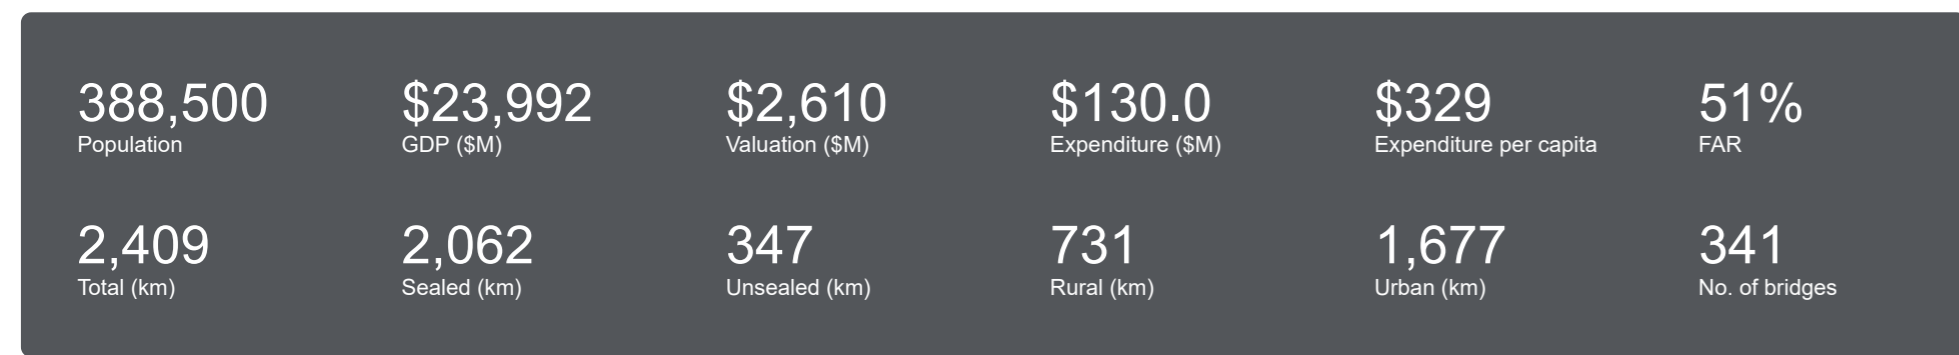 388,500 $23,992 $2,610 $130.0 $329 51%
Population GDP ($M) Valuation ($M) Expenditure ($M) Expenditure per capita FAR
2,409 2,062 347 731 1,677 341
Total (km) Sealed (km) Unsealed (km) Rural (km) Urban (km) No. of bridges